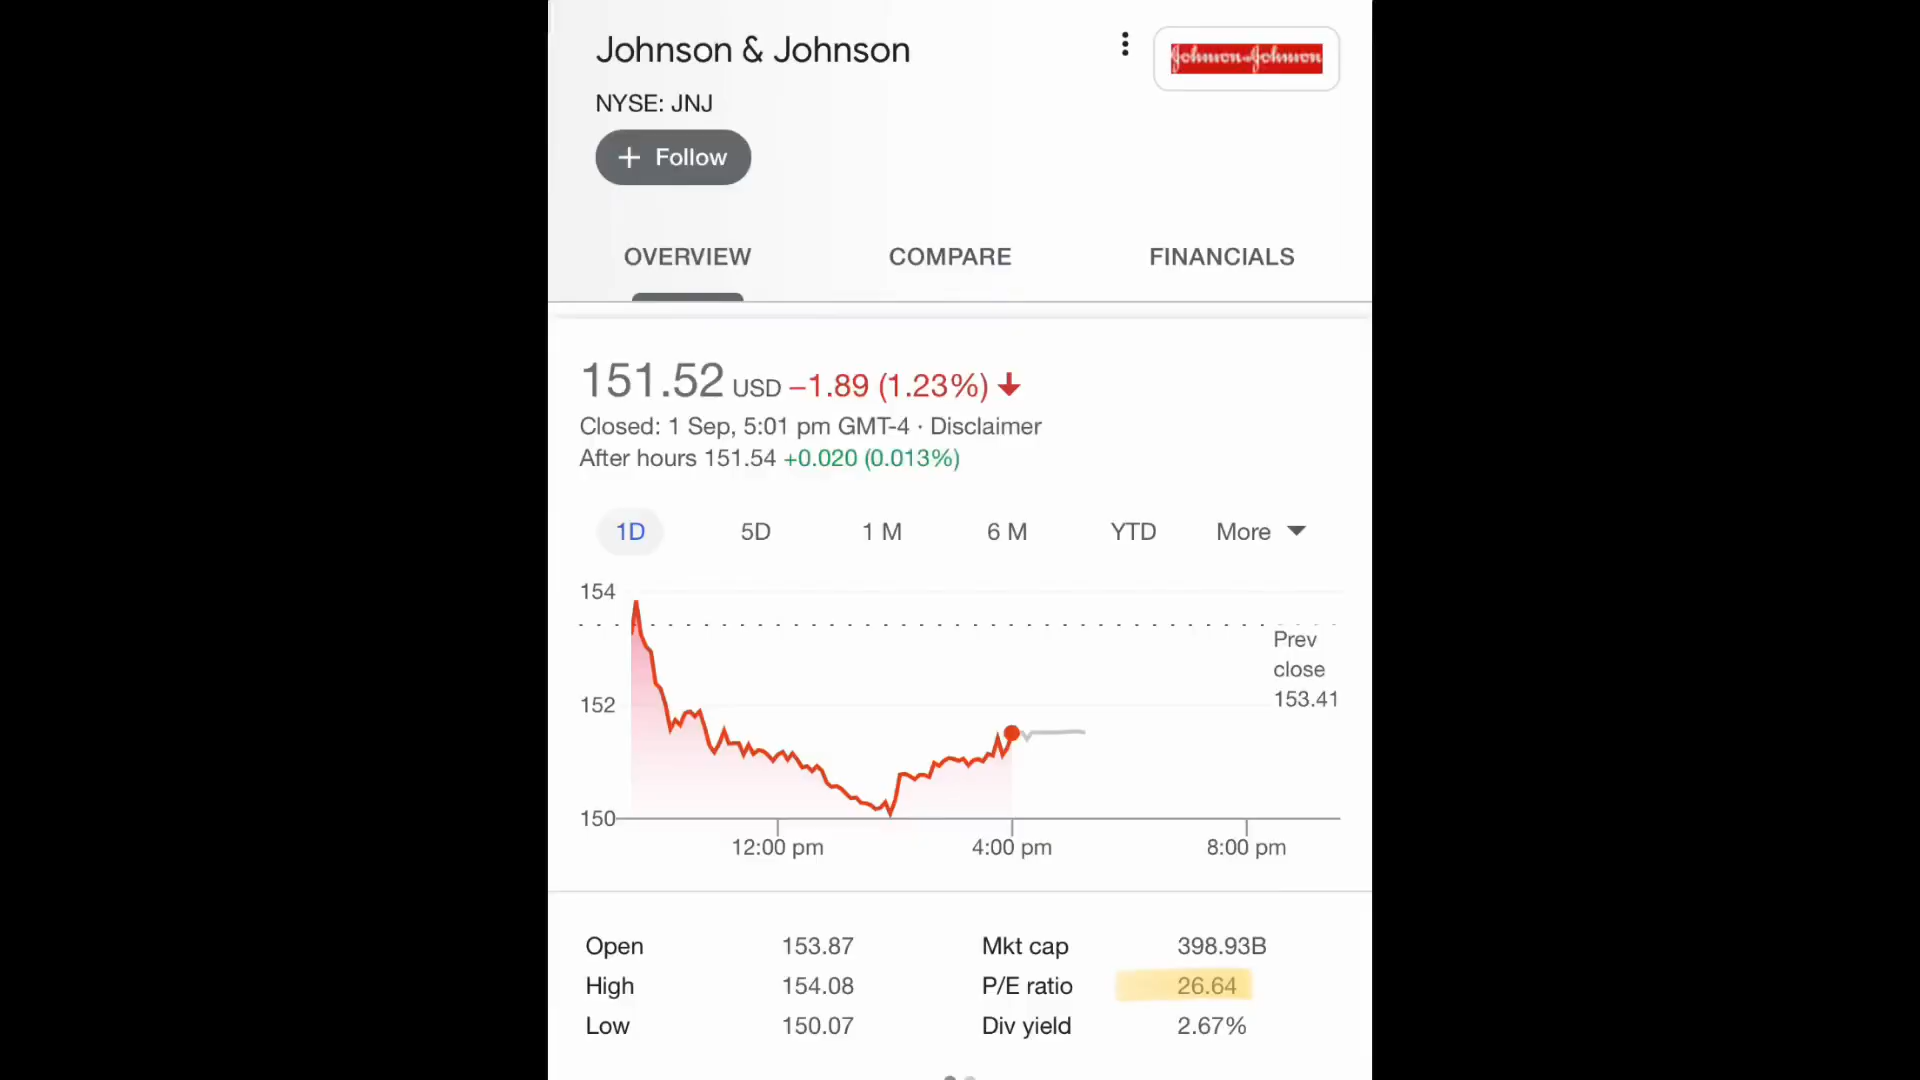 Johnson & Johnson
Johnson-Johnson
NYSE: JNJ
+ Follow
OVERVIEW COMPARE FINANCIALS
151.52 USD −1.89 (1.23%) ↓
Closed: 1 Sep, 5:01 pm GMT-4 · Disclaimer
After hours 151.54 +0.020 (0.013%)
1D 5D 1 M 6 M YTD More
154
Prev
close
153.41
152
150
12:00 pm 4:00 pm 8:00 pm
Open 153.87 Mkt cap 398.93B
High 154.08 P/E ratio 26.64
Low 150.07 Div yield 2.67%